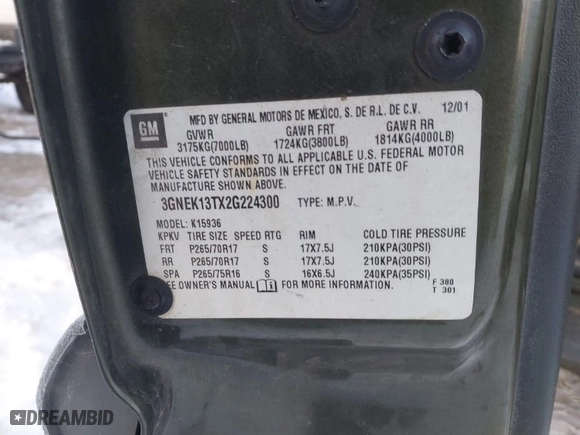 GM
MFD BY GENERAL MOTORS DE MEXICO, S. DE R.L. DE C.V. 12/01
GVWR GAWR FRT GAWR RR
3175KG(7000LB) 1724KG(3800LB) 1814KG(4000LB)
THIS VEHICLE CONFORMS TO ALL APPLICABLE U.S. FEDERAL MOTOR
VEHICLE SAFETY STANDARDS IN EFFECT ON THE DATE OF
MANUFACTURE SHOWN ABOVE.
3GNEK13TX2G224300 TYPE: M.P.V.
MODEL: K15936
KPKV TIRE SIZE SPEED RTG RIM COLD TIRE PRESSURE
FRT P265/70R17 S 17X7.5J 210KPA(30PSI)
RR P265/70R17 S 17X7.5J 210KPA(30PSI)
SPA P265/75R16 S 16X6.5J 240KPA(35PSI)
EE OWNER'S MANUAL FOR MORE INFORMATION. F 380
T 301
DREAMBID